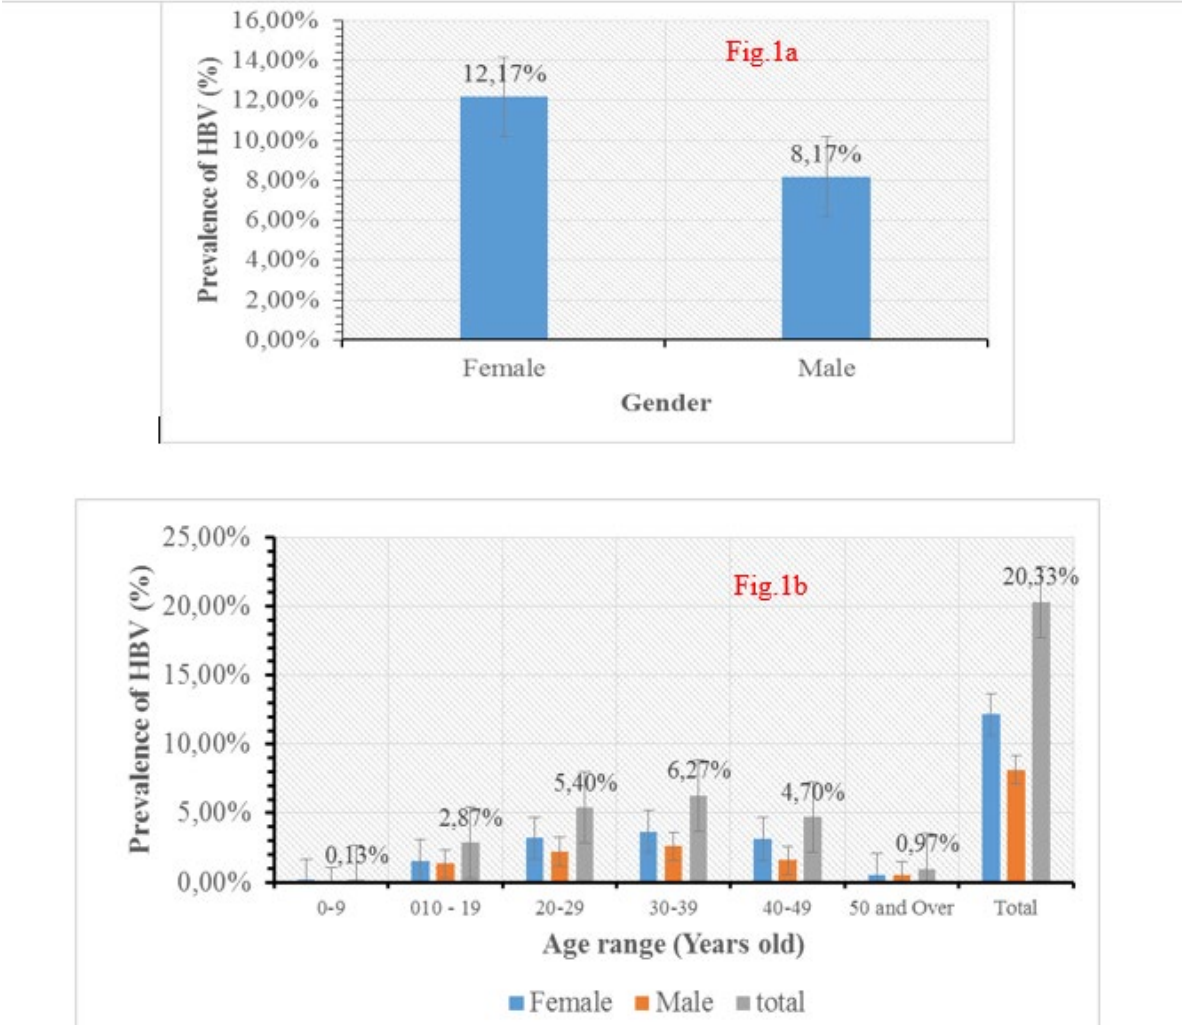 16,00%
Fig.1a
14,00%
12,17%
12,00%
10,00%
8,17%
8,00%
6,00%
4,00%
2,00%
0,00%
Prevalence of HBV (%)
Female Male
Gender
25,00%
Fig.1b
20,33%
20,00%
15,00%
10,00%
6,27%
5,40%
4,70%
5,00%
2,87%
0,97%
0,13%
0,00%
Prevalence of HBV (%)
0-9 010 - 19 20-29 30-39 40-49 50 and Over Total
Age range (Years old)
Female Male total